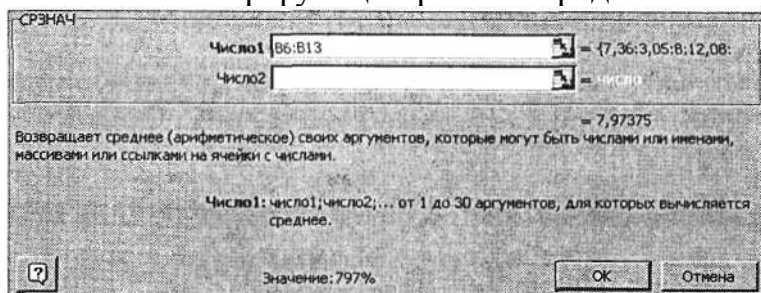 СРЗНАЧ
Число1 B6:B13 = {7,36:3,05:8:12,08:
Число2 = число
= 7,97375
Возвращает среднее (арифметическое) своих аргументов, которые могут быть числами или именами,
массивами или ссылками на ячейки с числами.
Число1: число1;число2;... от 1 до 30 аргументов, для которых вычисляется
среднее.
? Значение:797% ОК Отмена